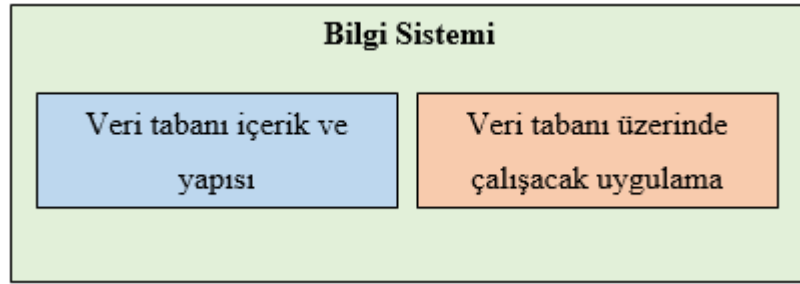 Bilgi Sistemi
Veri tabanı içerik ve
yapısı
Veri tabanı üzerinde
çalışacak uygulama